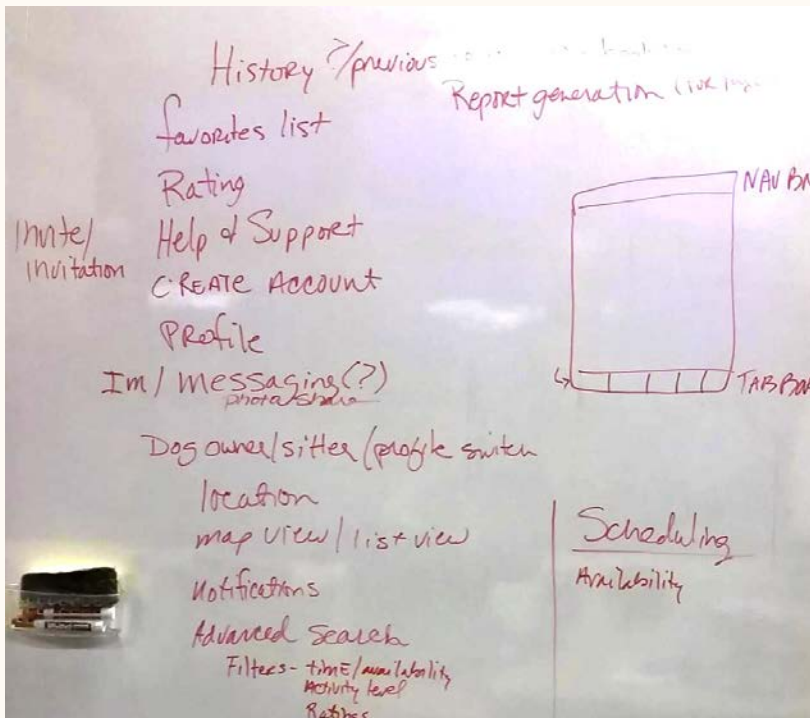 History ?/previous
Report generation
favorites list
Rating
NAV BA
Invite/
invitation
Help & Support
CREATE ACCOUNT
PROfile
Im/messaging(?)
photo/share
TAB BAR
Dog owner/sitter/profile switch
location
map view/list view
Scheduling
Availability
Notifications
Advanced Search
Filters- timE/availability
Activity level
Ratings